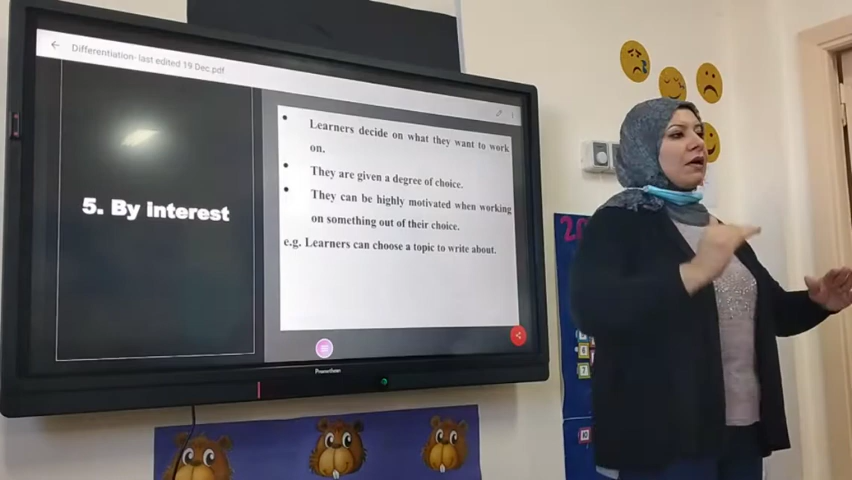 Differentiation- last edited 19 Dec.pdf
5. By Interest
Learners decide on what they want to work
on.
They are given a degree of choice.
They can be highly motivated when working
on something out of their choice.
e.g. Learners can choose a topic to write about.
Promethean